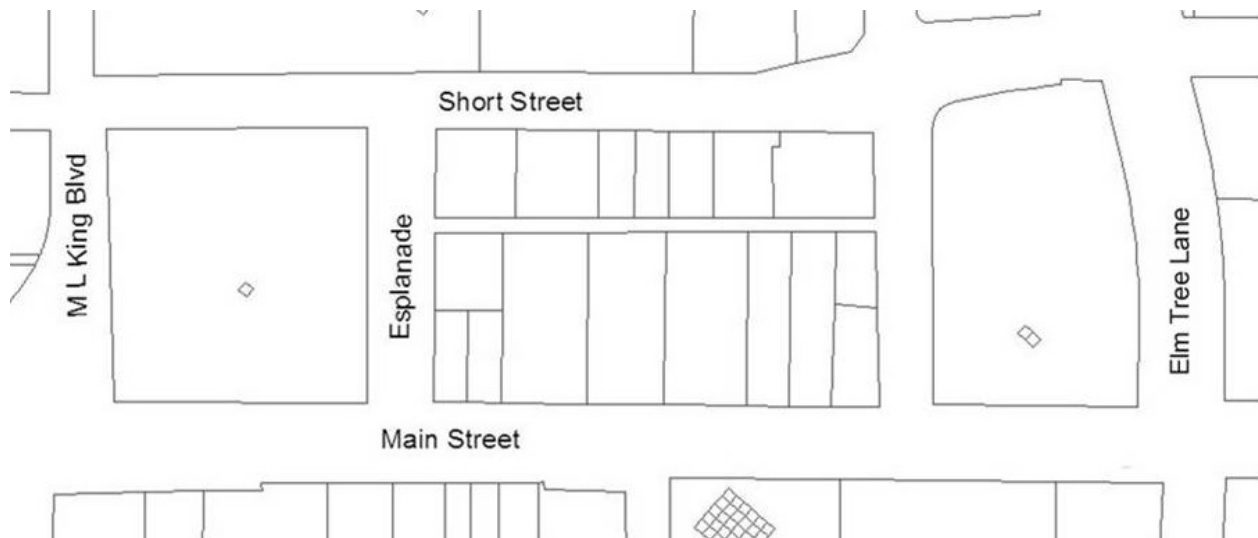 Short Street
M L King Blvd
Esplanade
Elm Tree Lane
Main Street